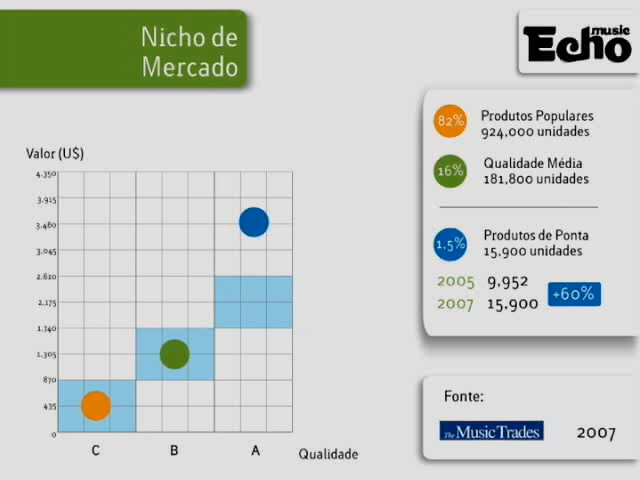 Nicho de
Mercado
Echo music
82%
Produtos Populares
924,000 unidades
16%
Qualidade Média
181,800 unidades
1,5%
Produtos de Ponta
15.900 unidades
2005 9.952
2007 15.900
+60%
Valor (U$)
4.350
3.915
3.480
3.045
2.610
2.175
1.740
1.305
870
435
0
C B A
Qualidade
Fonte:
The Music Trades 2007